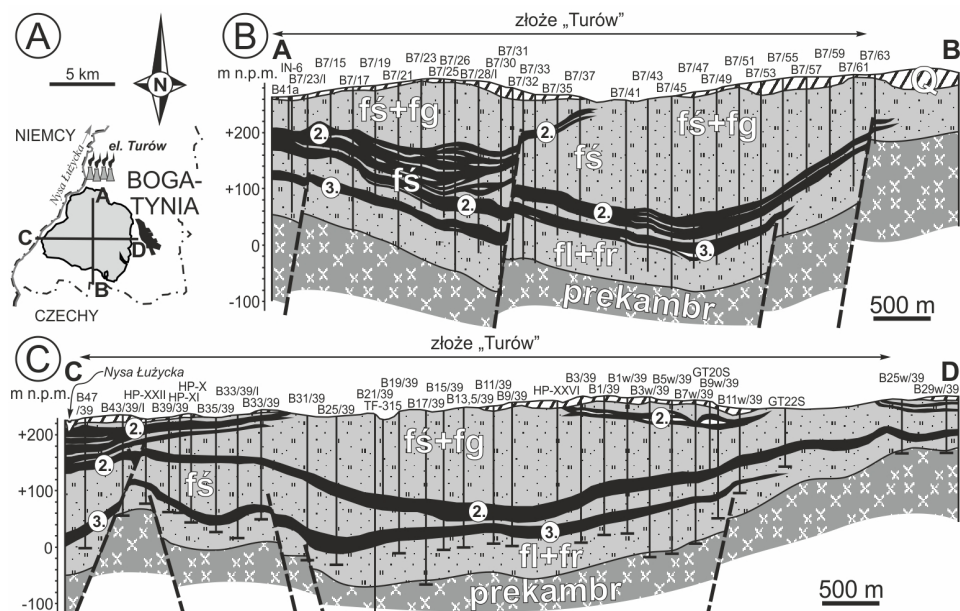 A
5 km
N
NIEMCY
Nysa Łużycka
el. Turów
BOGA-
TYNIA
A
C
D
B
CZECHY
B
złoże „Turów”
A
B
m n.p.m.
IN-6
B7/15
B7/19
B7/23
B7/26
B7/30
B7/31
B7/33
B7/37
B7/43
B7/47
B7/51
B7/55
B7/59
B7/63
B41a
B7/23/I
B7/17
B7/21
B7/25
B7/28/I
B7/32
B7/35
B7/41
B7/45
B7/49
B7/53
B7/57
B7/61
Q
fś+fg
fś+fg
+200
2.
2.
fś
fś
+100
3.
2.
2.
0
3.
fl+fr
prekambr
-100
500 m
C
złoże „Turów”
C
D
Nysa Łużycka
m n.p.m.
B47
/39
B43/39/I
HP-XXII
B39/39
HP-XI
HP-X
B35/39
B33/39/I
B33/39
B31/39
B25/39
B21/
/39
TF-315
B19/39
B17/39
B15/39
B13,5/39
B11/39
B9/39
HP-XXVI
B3/39
B1/39
B1w/39
B3w/39
B5w/39
B7w/39
GT20S
B9w/39
B11w/39
GT22S
B25w/39
B29w/39
+200
2.
2.
fś+fg
2.
fś
+100
3.
2.
3.
0
fl+fr
prekambr
-100
500 m